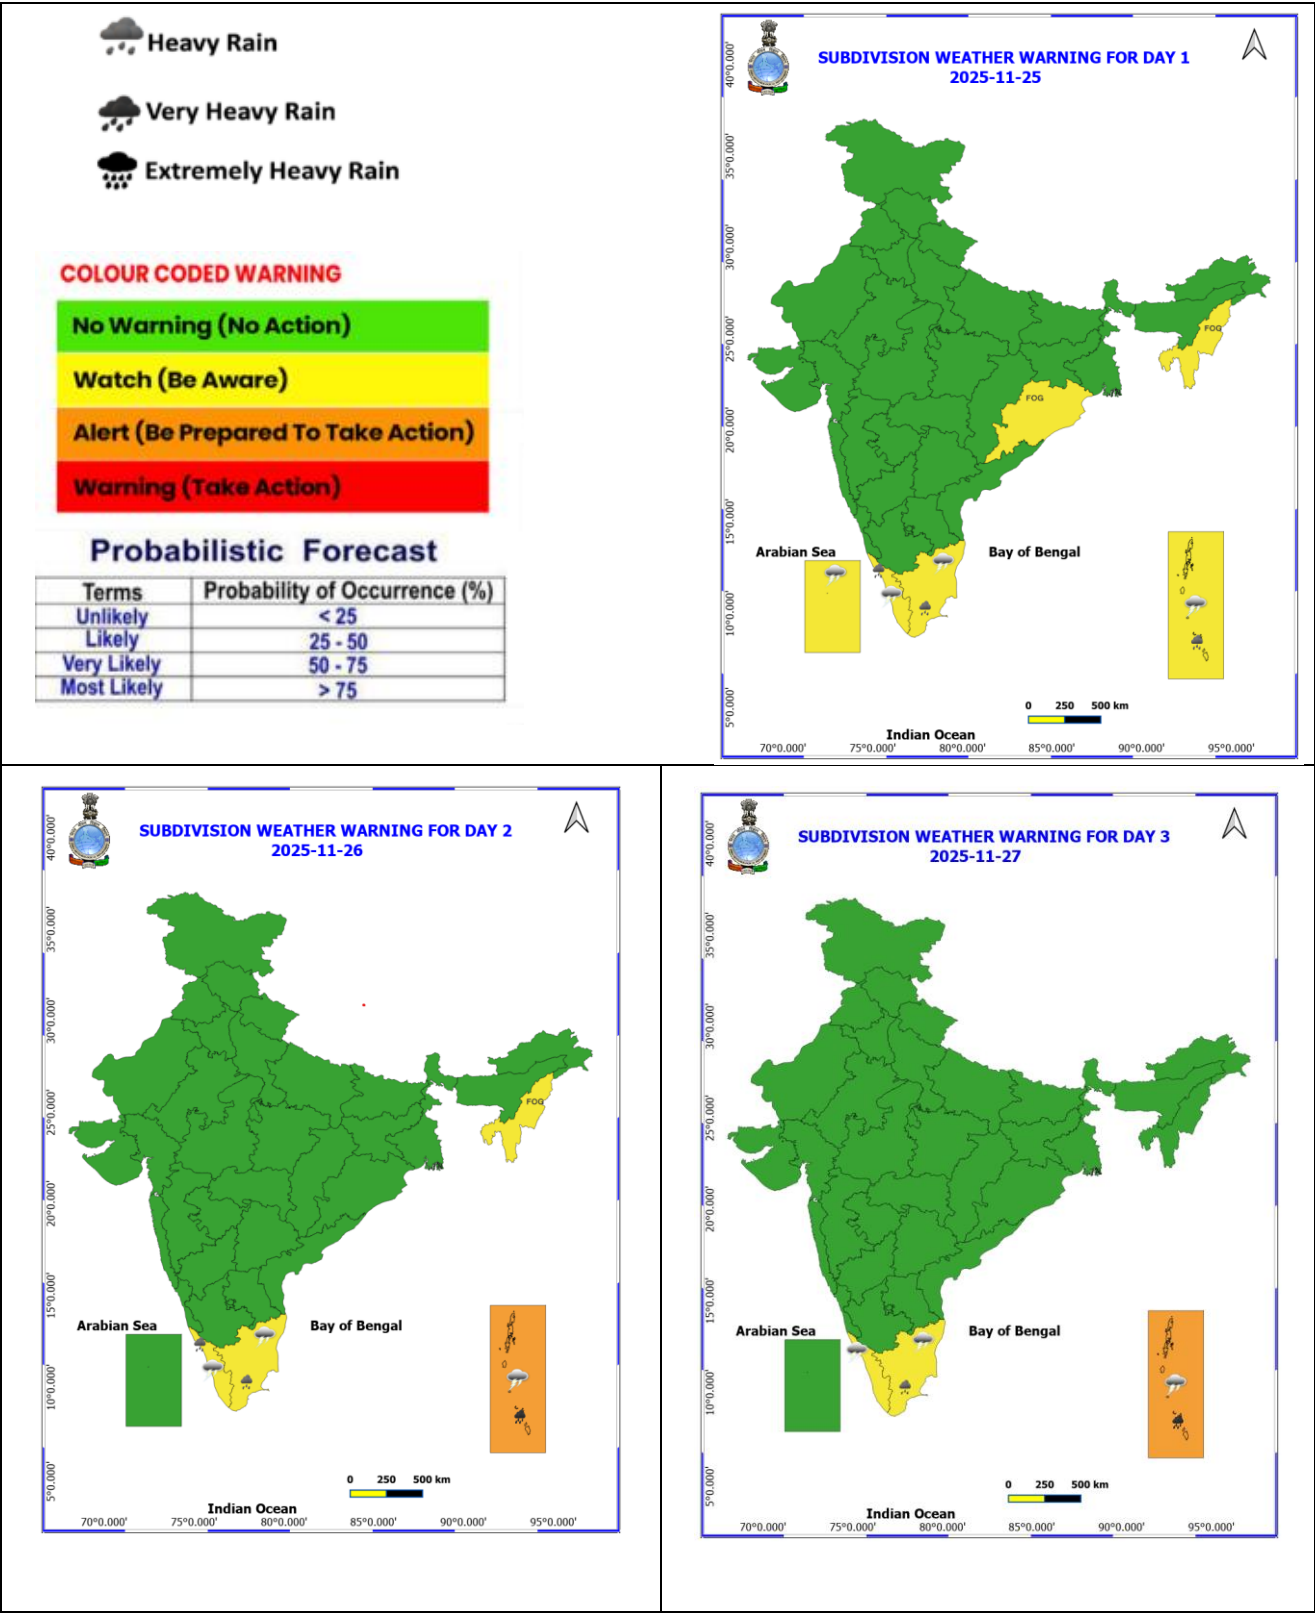 Heavy Rain
Very Heavy Rain
Extremely Heavy Rain
COLOUR CODED WARNING
No Warning (No Action)
Watch (Be Aware)
Alert (Be Prepared To Take Action)
Warning (Take Action)
Probabilistic Forecast
Terms Probability of Occurrence (%)
Unlikely < 25
Likely 25 - 50
Very Likely 50 - 75
Most Likely > 75
SUBDIVISION WEATHER WARNING FOR DAY 1
2025-11-25
40°0.000'
35°0.000'
30°0.000'
25°0.000'
20°0.000'
15°0.000'
10°0.000'
5°0.000'
FOG
FOG
Arabian Sea
Bay of Bengal
0 250 500 km
Indian Ocean
70°0.000' 75°0.000' 80°0.000' 85°0.000' 90°0.000' 95°0.000'
SUBDIVISION WEATHER WARNING FOR DAY 2
2025-11-26
40°0.000'
35°0.000'
30°0.000'
25°0.000'
20°0.000'
15°0.000'
10°0.000'
5°0.000'
FOG
Arabian Sea
Bay of Bengal
0 250 500 km
Indian Ocean
70°0.000' 75°0.000' 80°0.000' 85°0.000' 90°0.000' 95°0.000'
SUBDIVISION WEATHER WARNING FOR DAY 3
2025-11-27
40°0.000'
35°0.000'
30°0.000'
25°0.000'
20°0.000'
15°0.000'
10°0.000'
5°0.000'
Arabian Sea
Bay of Bengal
0 250 500 km
Indian Ocean
70°0.000' 75°0.000' 80°0.000' 85°0.000' 90°0.000' 95°0.000'